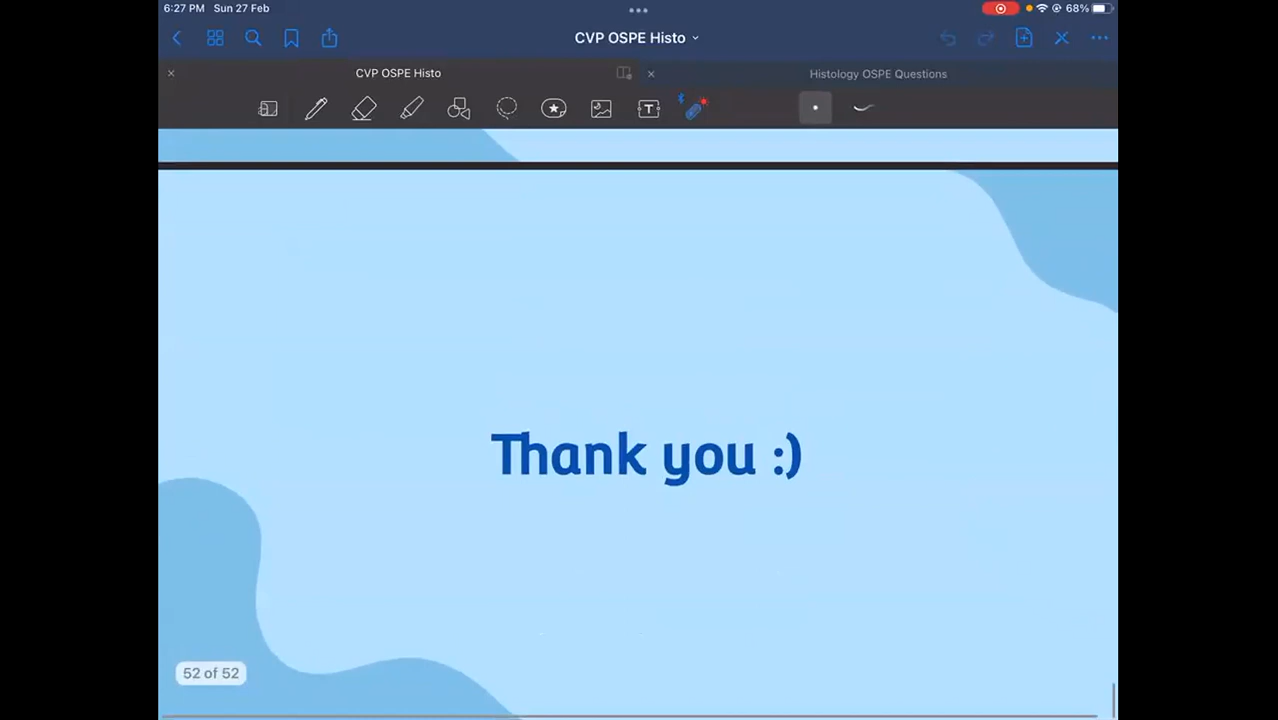 6:27 PM Sun 27 Feb
68%
CVP OSPE Histo
CVP OSPE Histo
Histology OSPE Questions
T
Thank you :)
52 of 52